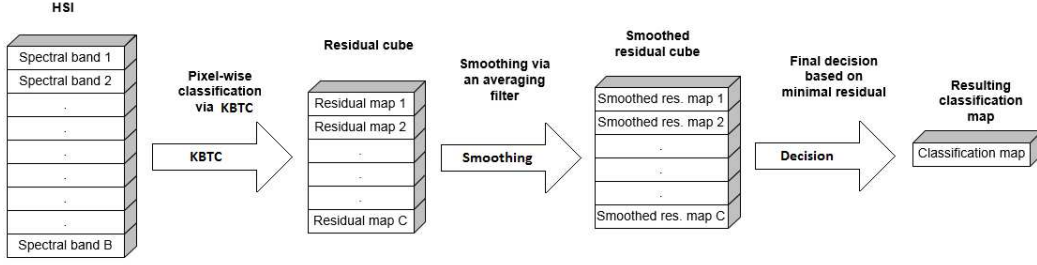 HSI
Spectral band 1
Spectral band 2
.
.
.
.
.
Spectral band B
Pixel-wise
classification
via KBTC
KBTC
Residual cube
Residual map 1
Residual map 2
.
.
.
Residual map C
Smoothing via
an averaging
filter
Smoothing
Smoothed
residual cube
Smoothed res. map 1
Smoothed res. map 2
.
.
.
Smoothed res. map C
Final decision
based on
minimal residual
Decision
Resulting
classification
map
Classification map